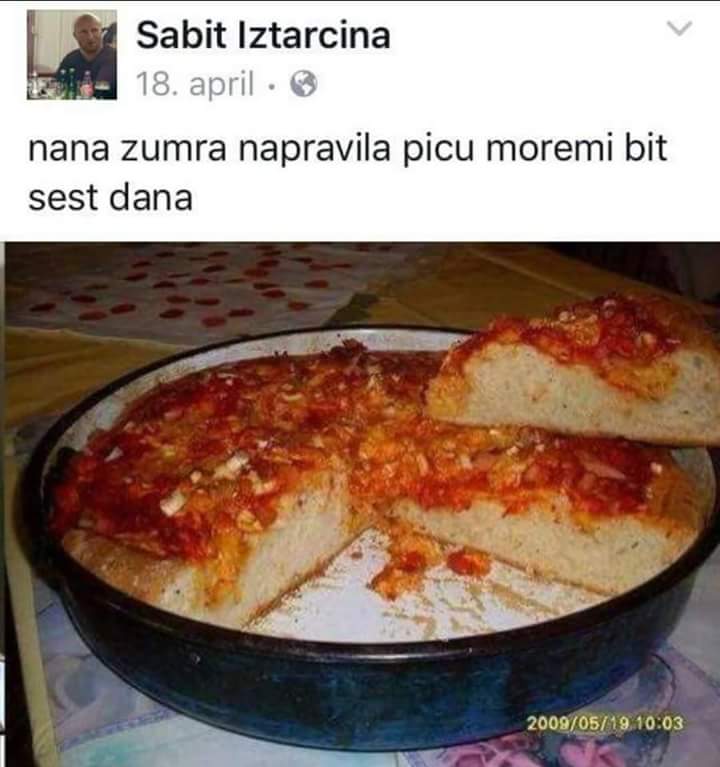 Sabit Iztarcina
18. april ·
nana zumra napravila picu moremi bit
sest dana
2009/05/19 10:03